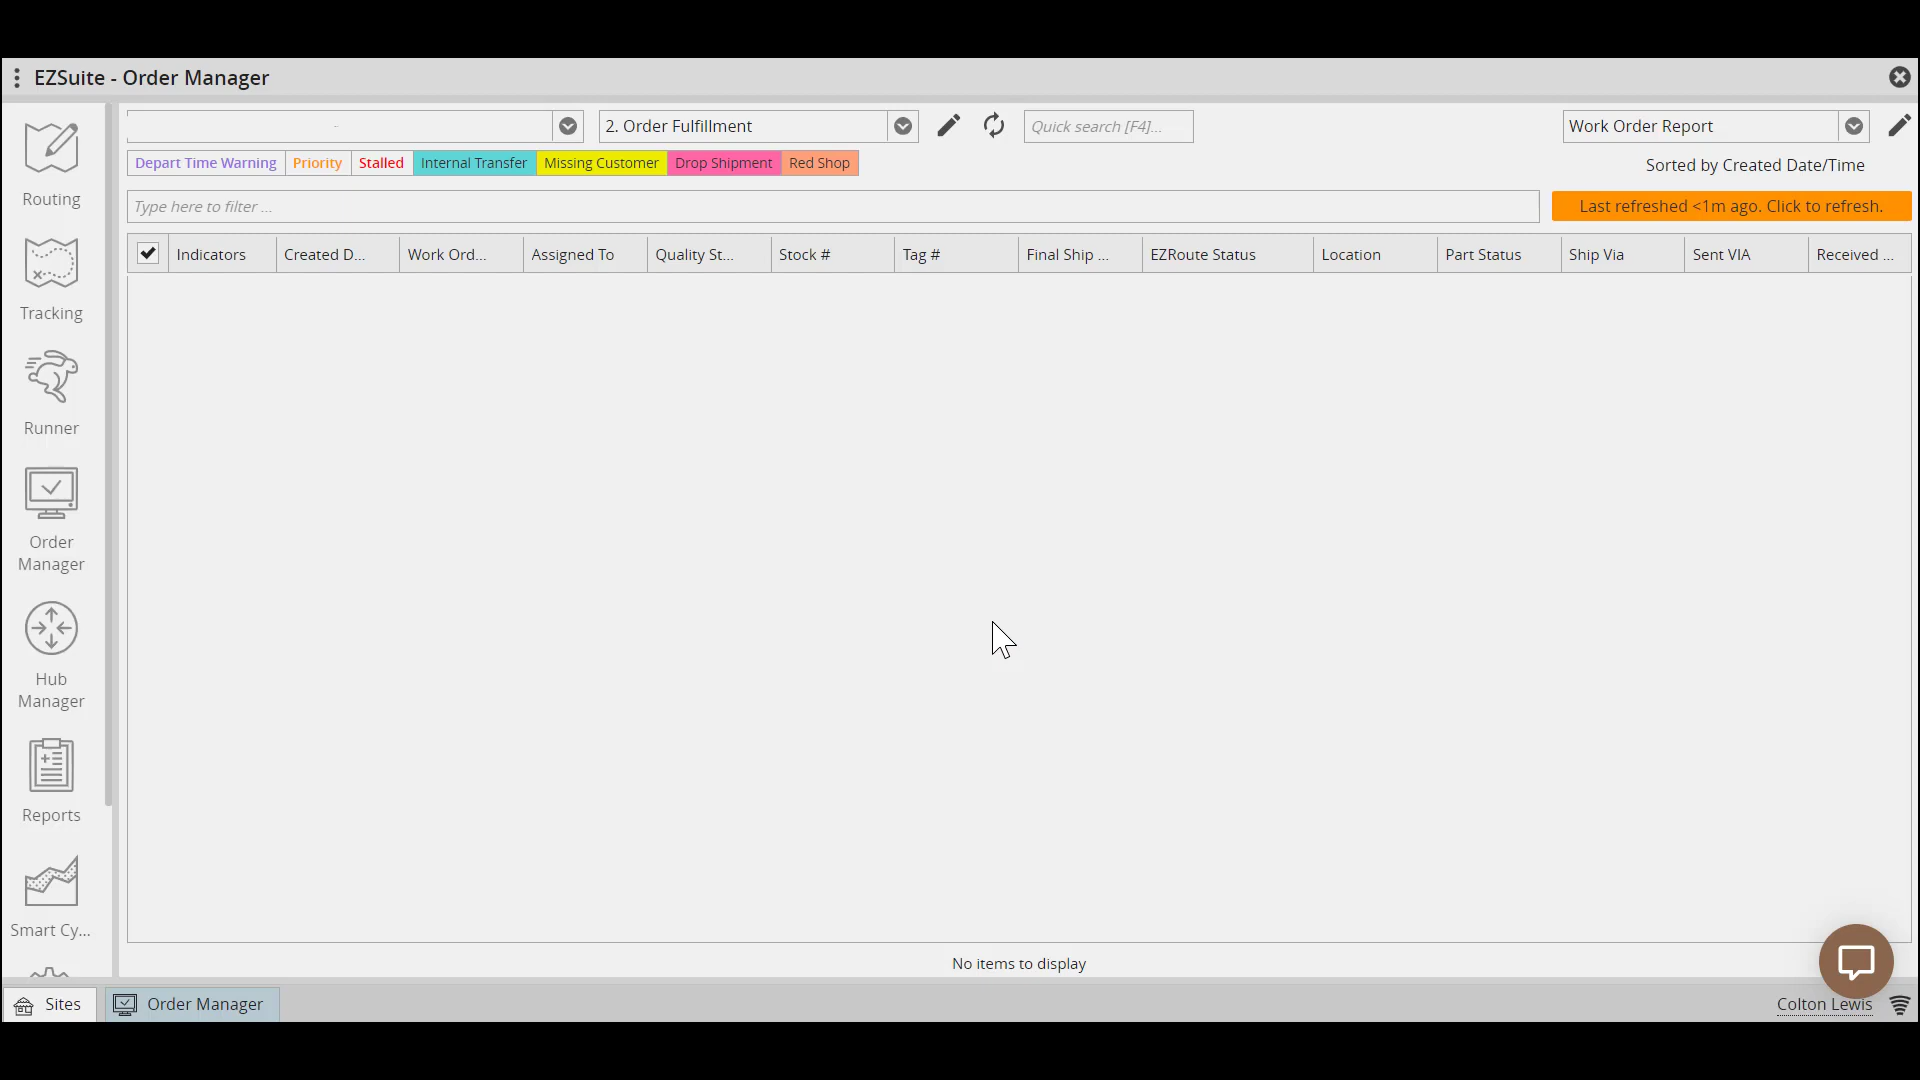 EZSuite - Order Manager
2. Order Fulfillment
Quick search [F4]...
Work Order Report
Depart Time Warning Priority Stalled Internal Transfer Missing Customer Drop Shipment Red Shop
Sorted by Created Date/Time
Type here to filter ...
Last refreshed <1m ago. Click to refresh.
Indicators Created D... Work Ord... Assigned To Quality St... Stock # Tag # Final Ship ... EZRoute Status Location Part Status Ship Via Sent VIA Received ...
Routing
Tracking
Runner
Order
Manager
Hub
Manager
Reports
Smart Cy...
No items to display
Sites
Order Manager
Colton Lewis